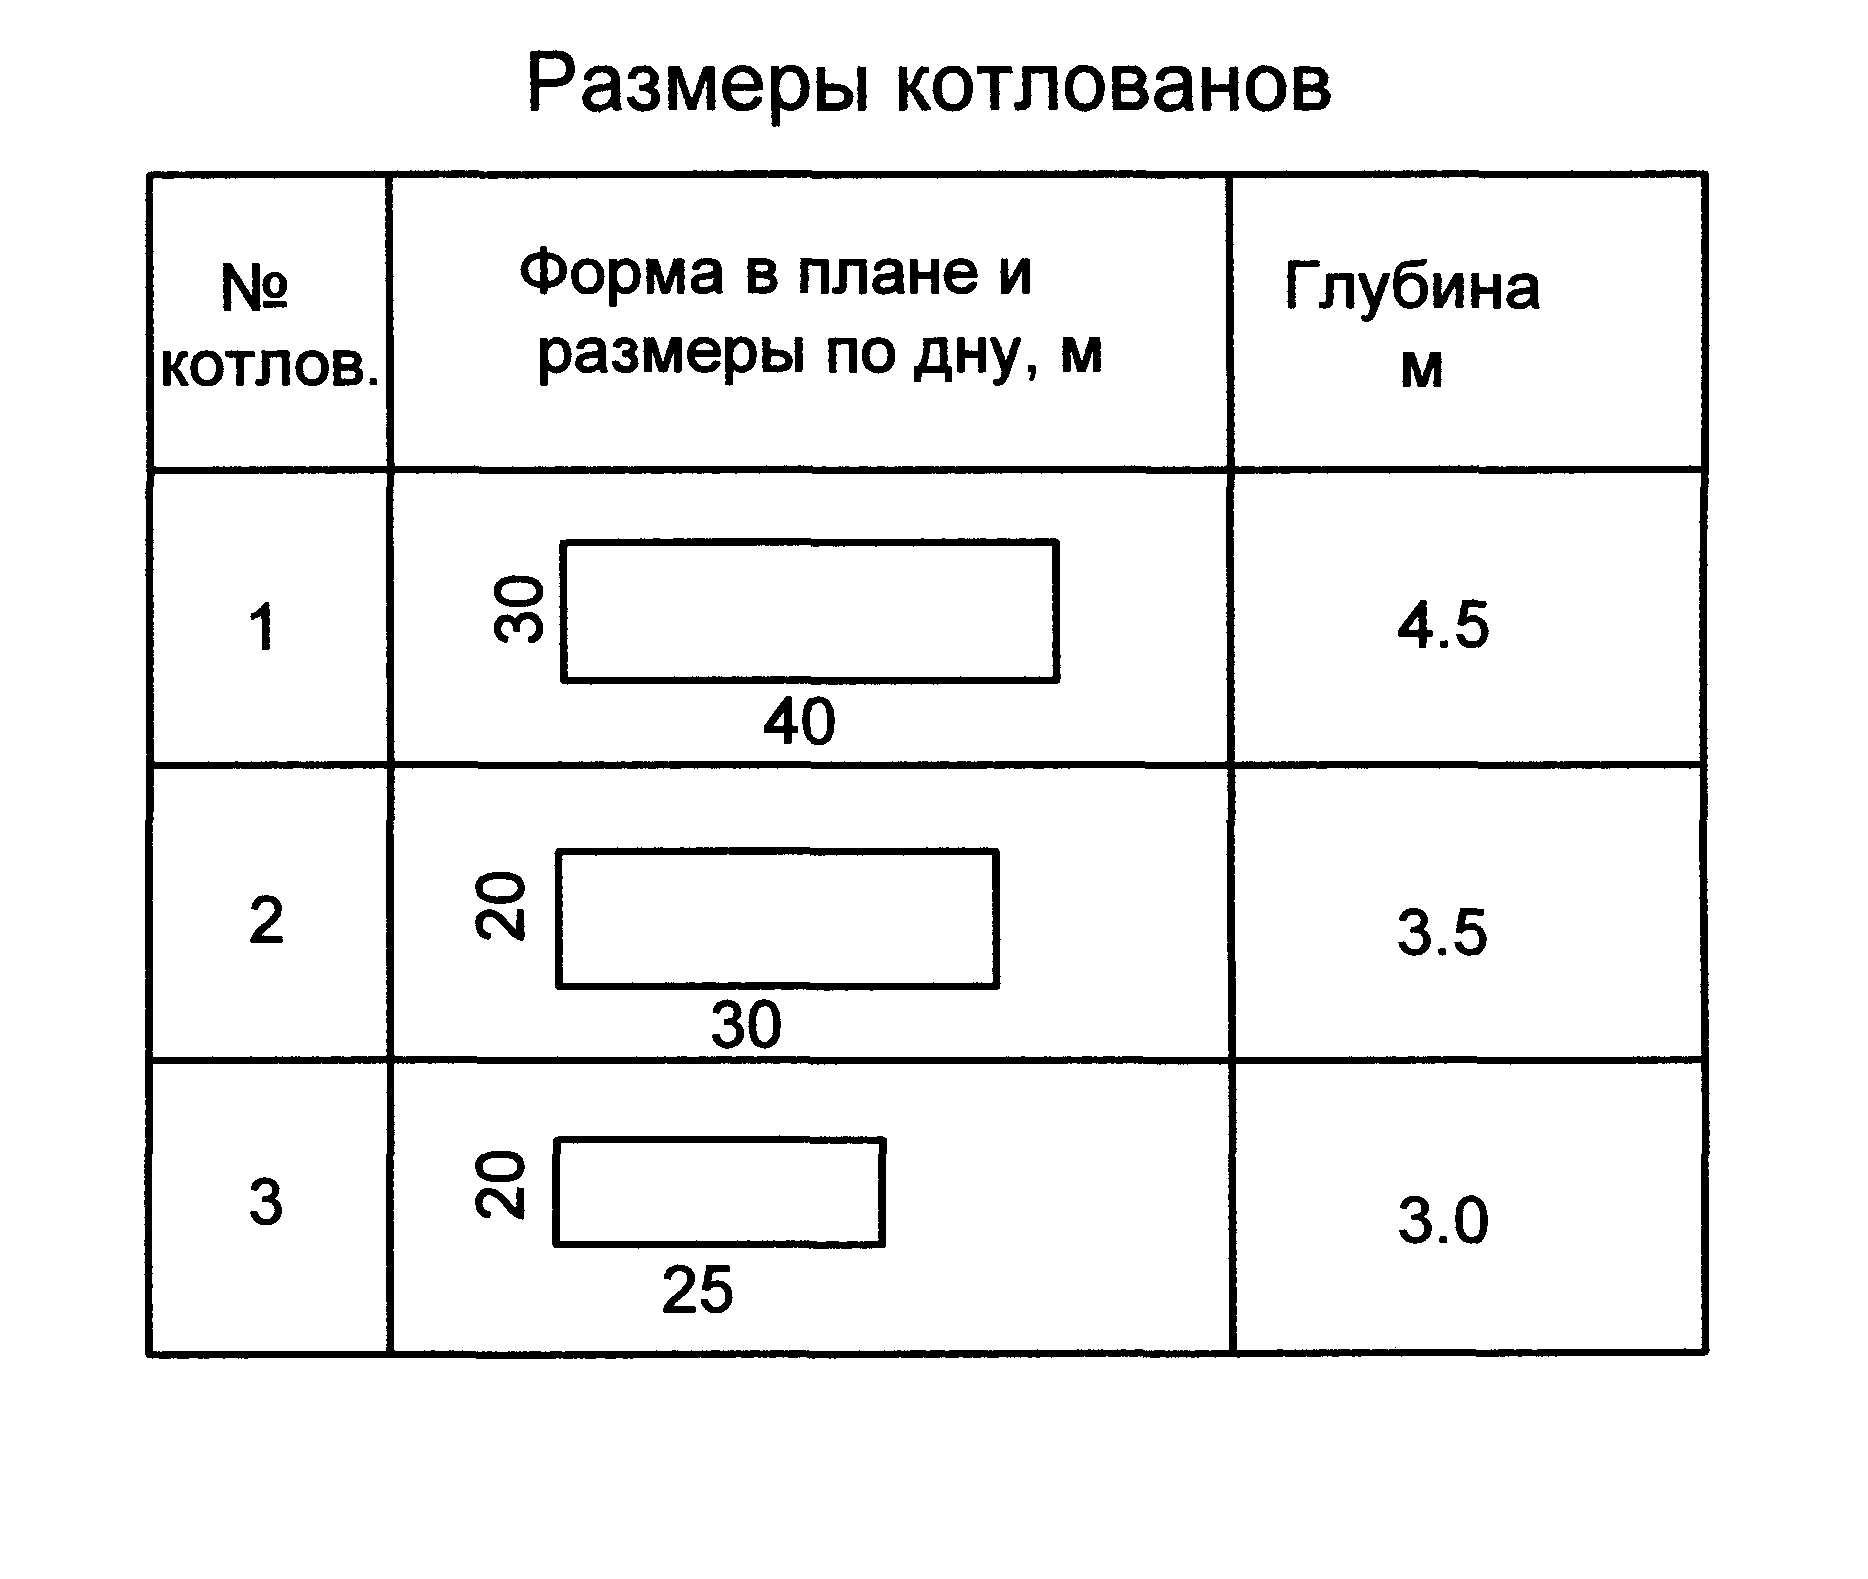 Размеры котлованов
№
котлов.
Форма в плане и
размеры по дну, м
Глубина
м
1
30
40
4.5
2
20
30
3.5
3
20
25
3.0